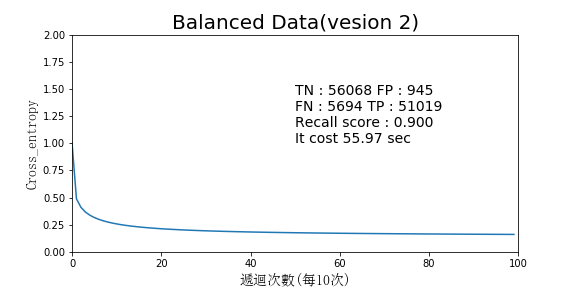 Balanced Data(vesion 2)
2.00
1.75
1.50
1.25
1.00
0.75
0.50
0.25
0.00
Cross_entropy
TN : 56068 FP : 945
FN : 5694 TP : 51019
Recall score : 0.900
It cost 55.97 sec
0 20 40 60 80 100
遞迴次數(每10次)